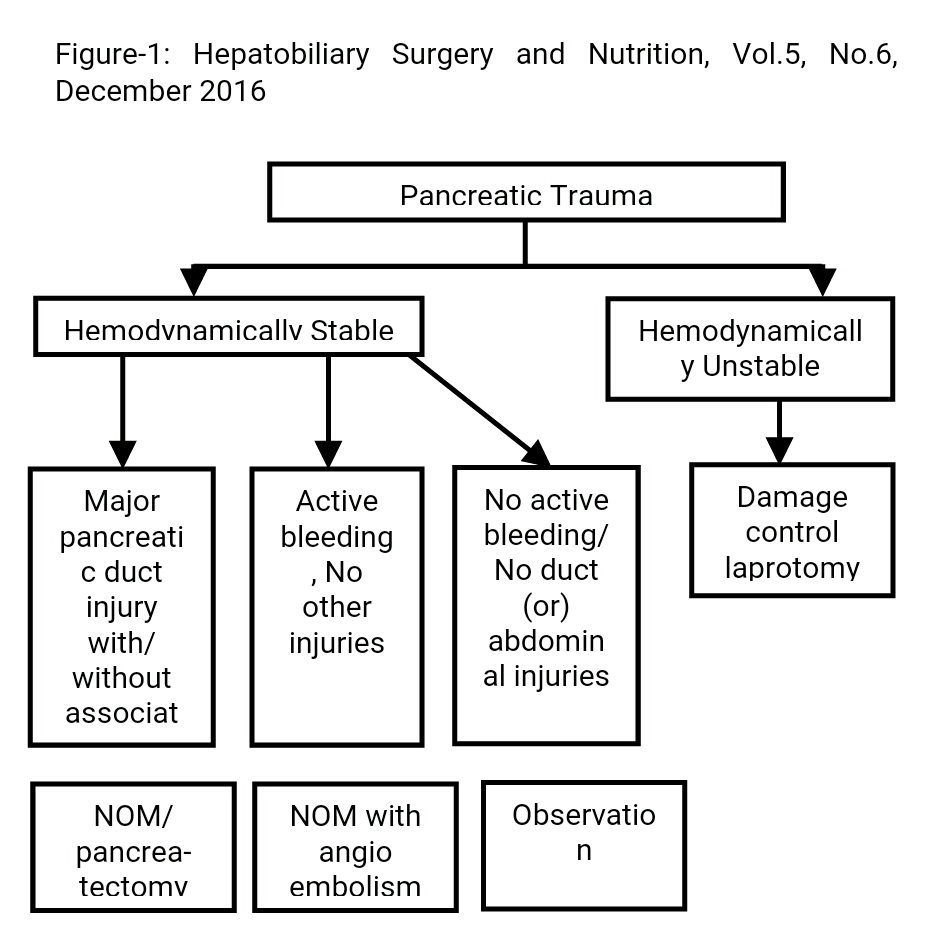 Figure-1: Hepatobiliary Surgery and Nutrition, Vol.5, No.6,
December 2016
Pancreatic Trauma
Hemodynamically Stable
Hemodynamicall
y Unstable
Major
pancreati
c duct
injury
with/
without
associat
Active
bleeding
, No
other
injuries
No active
bleeding/
No duct
(or)
abdomin
al injuries
Damage
control
laprotomy
NOM/
pancrea-
tectomy
NOM with
angio
embolism
Observatio
n